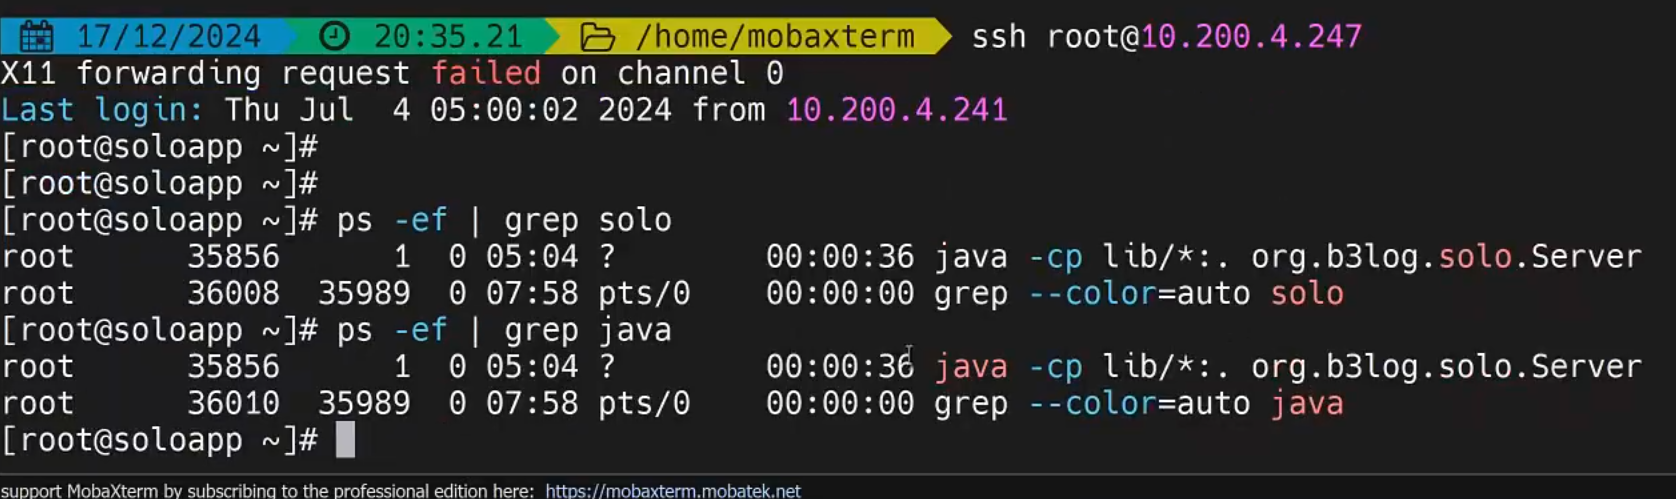 17/12/2024 20:35.21 /home/mobaxterm ssh root@10.200.4.247
X11 forwarding request failed on channel 0
Last login: Thu Jul  4 05:00:02 2024 from 10.200.4.241
[root@soloapp ~]#
[root@soloapp ~]#
[root@soloapp ~]# ps -ef | grep solo
root       35856      1  0 05:04 ?        00:00:36 java -cp lib/*:. org.b3log.solo.Server
root       36008  35989  0 07:58 pts/0    00:00:00 grep --color=auto solo
[root@soloapp ~]# ps -ef | grep java
root       35856      1  0 05:04 ?        00:00:36 java -cp lib/*:. org.b3log.solo.Server
root       36010  35989  0 07:58 pts/0    00:00:00 grep --color=auto java
[root@soloapp ~]#
support MobaXterm by subscribing to the professional edition here: https://mobaxterm.mobatek.net